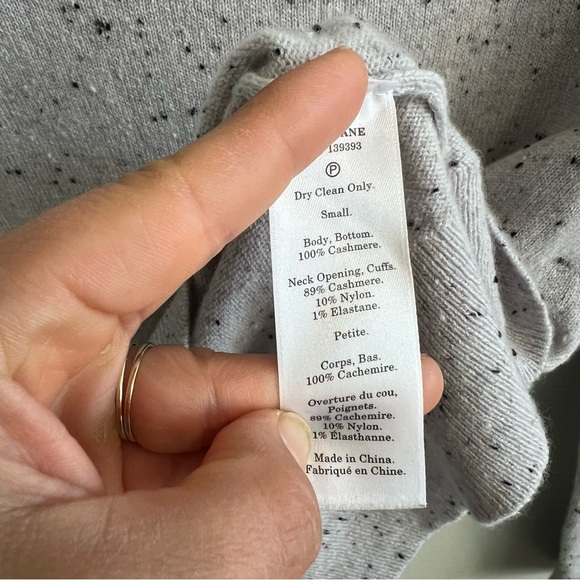 ANE
139393
P
Dry Clean Only.
Small.
Body, Bottom.
100% Cashmere.
Neck Opening, Cuffs.
89% Cashmere.
10% Nylon.
1% Elastane.
Petite.
Corps, Bas.
100% Cachemire.
Overture du cou,
Poignets.
89% Cachemire.
10% Nylon.
1% Élasthanne.
Made in China.
Fabriqué en Chine.